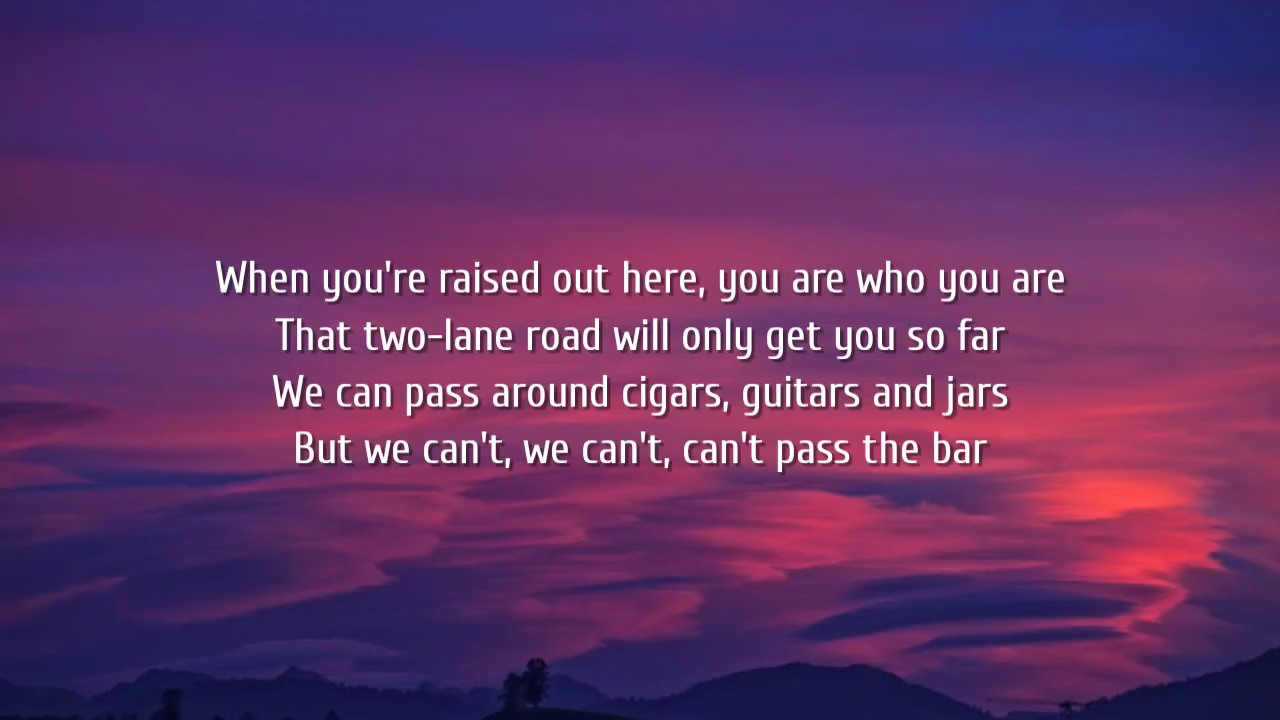 When you're raised out here, you are who you are
That two-lane road will only get you so far
We can pass around cigars, guitars and jars
But we can't, we can't, can't pass the bar